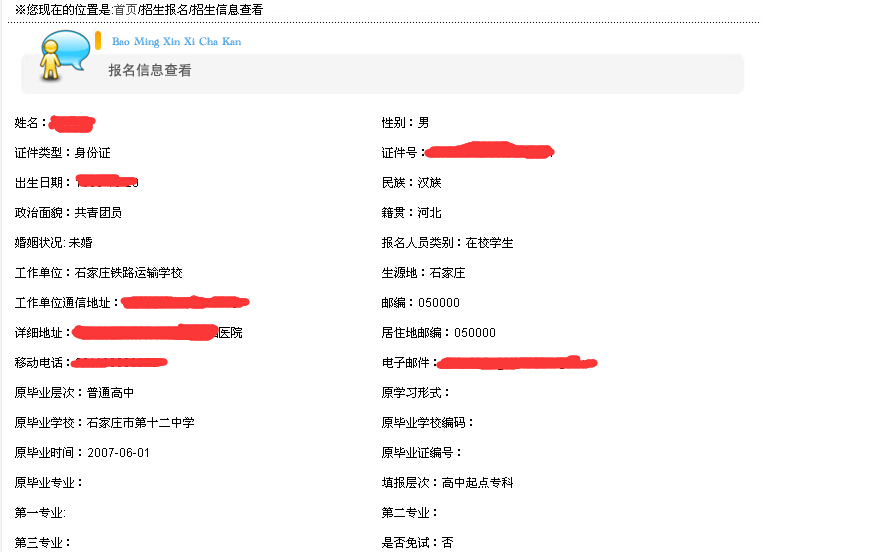 ※您现在的位置是:首页/招生报名/招生信息查看
Bao Ming Xin Xi Cha Kan
报名信息查看
姓名： 性别：男
证件类型：身份证 证件号：
出生日期： 民族：汉族
政治面貌：共青团员 籍贯：河北
婚姻状况: 未婚 报名人员类别：在校学生
工作单位：石家庄铁路运输学校 生源地：石家庄
工作单位通信地址： 邮编：050000
详细地址： 医院 居住地邮编：050000
移动电话： 电子邮件：
原毕业层次：普通高中 原学习形式：
原毕业学校：石家庄市第十二中学 原毕业学校编码：
原毕业时间：2007-06-01 原毕业证编号：
原毕业专业： 填报层次：高中起点专科
第一专业: 第二专业：
第三专业： 是否免试：否